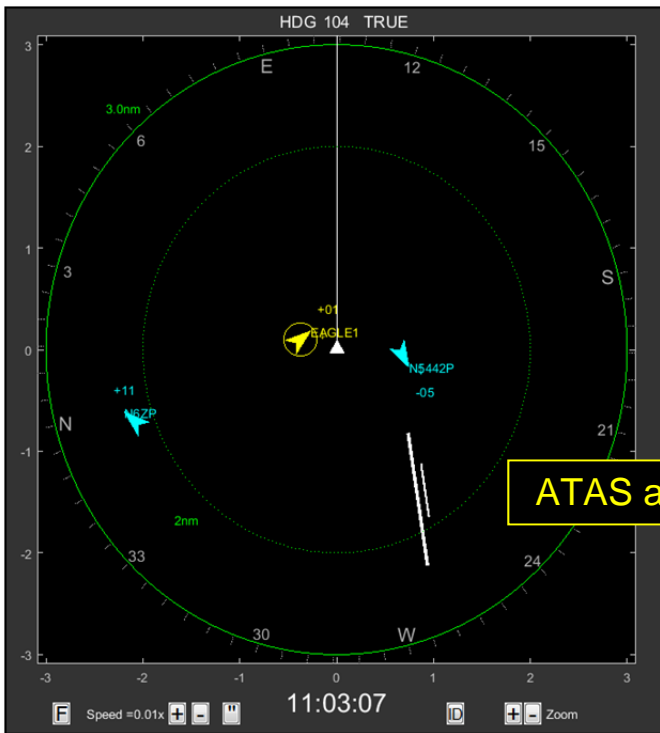 HDG 104 TRUE
3
E
12
3.0nm
6
15
2
1
3
S
+01
EAGLE1
0
N5442P
+11
-05
N6ZP
N
21
-1
ATAS a
2nm
-2
33
24
30
W
-3
-3
-2
-1
0
1
2
3
F Speed =0.01x + - " 11:03:07 ID + - Zoom